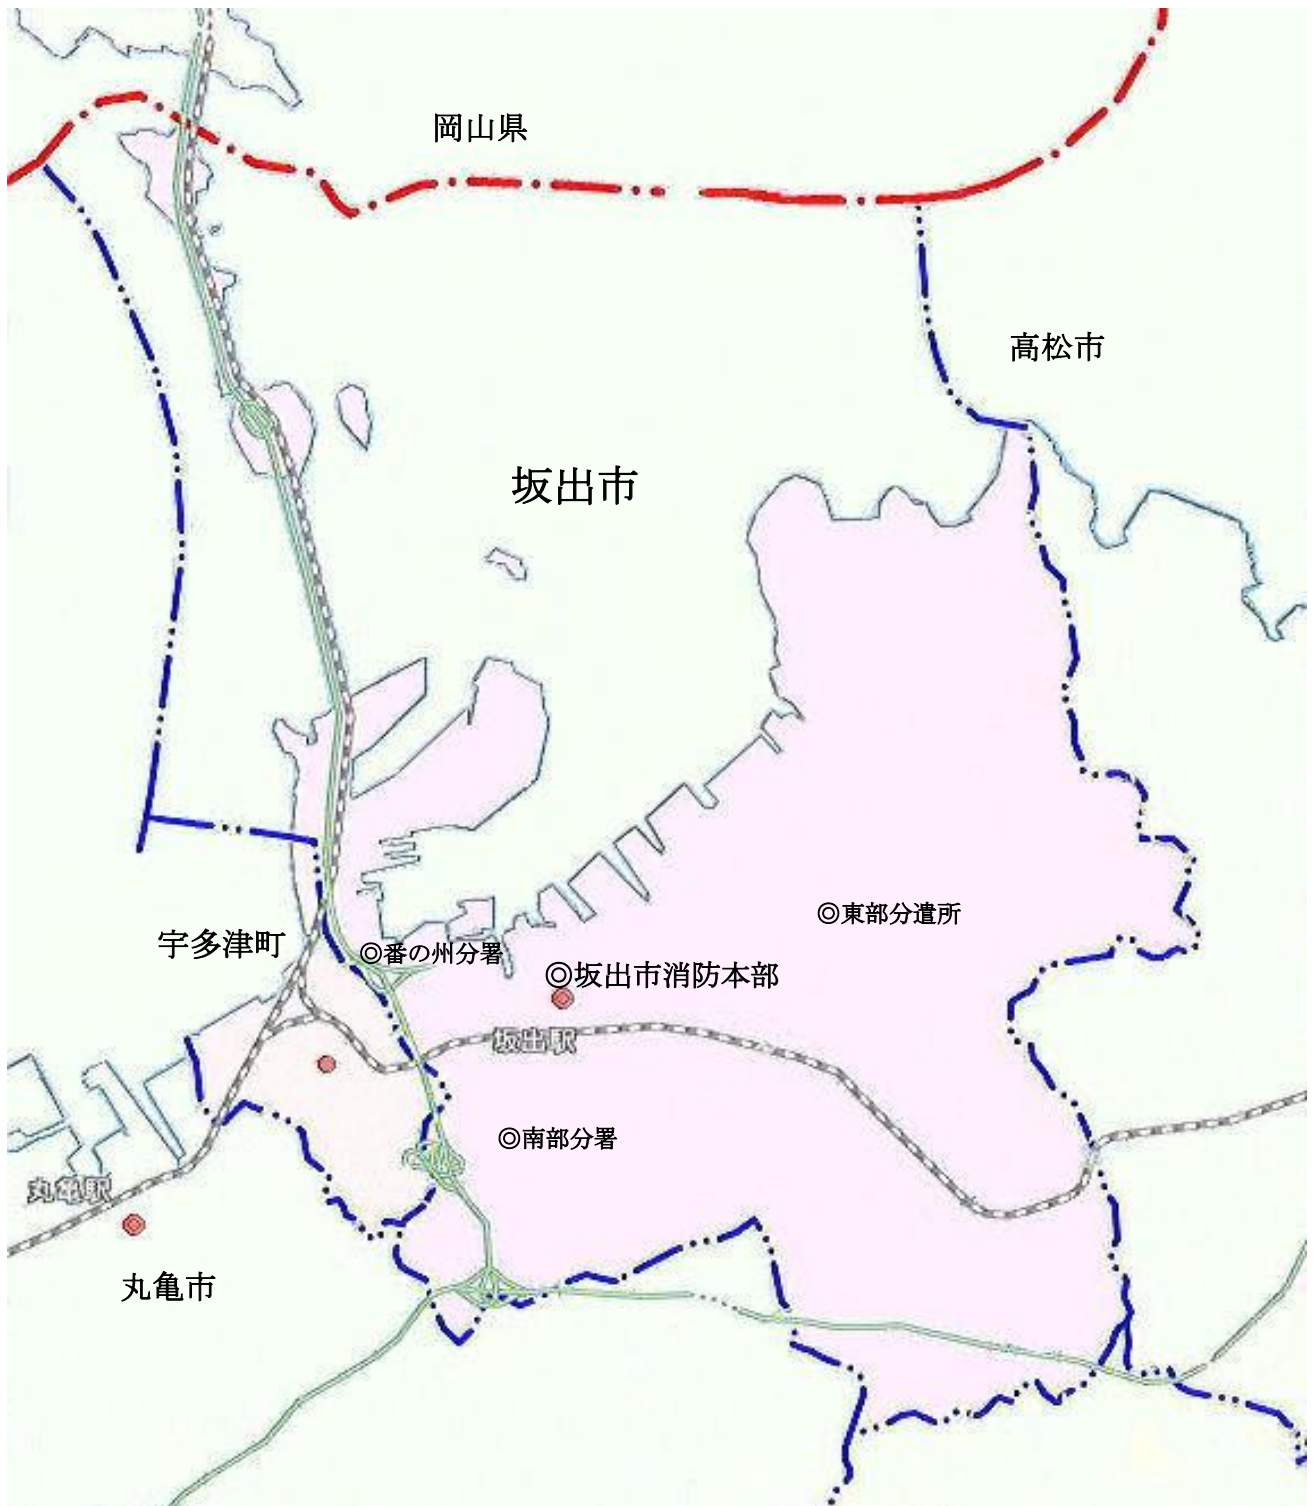 岡山県
高松市
坂出市
◎東部分遣所
宇多津町
◎番の州分署
◎坂出市消防本部
坂出駅
◎南部分署
丸亀駅
丸亀市